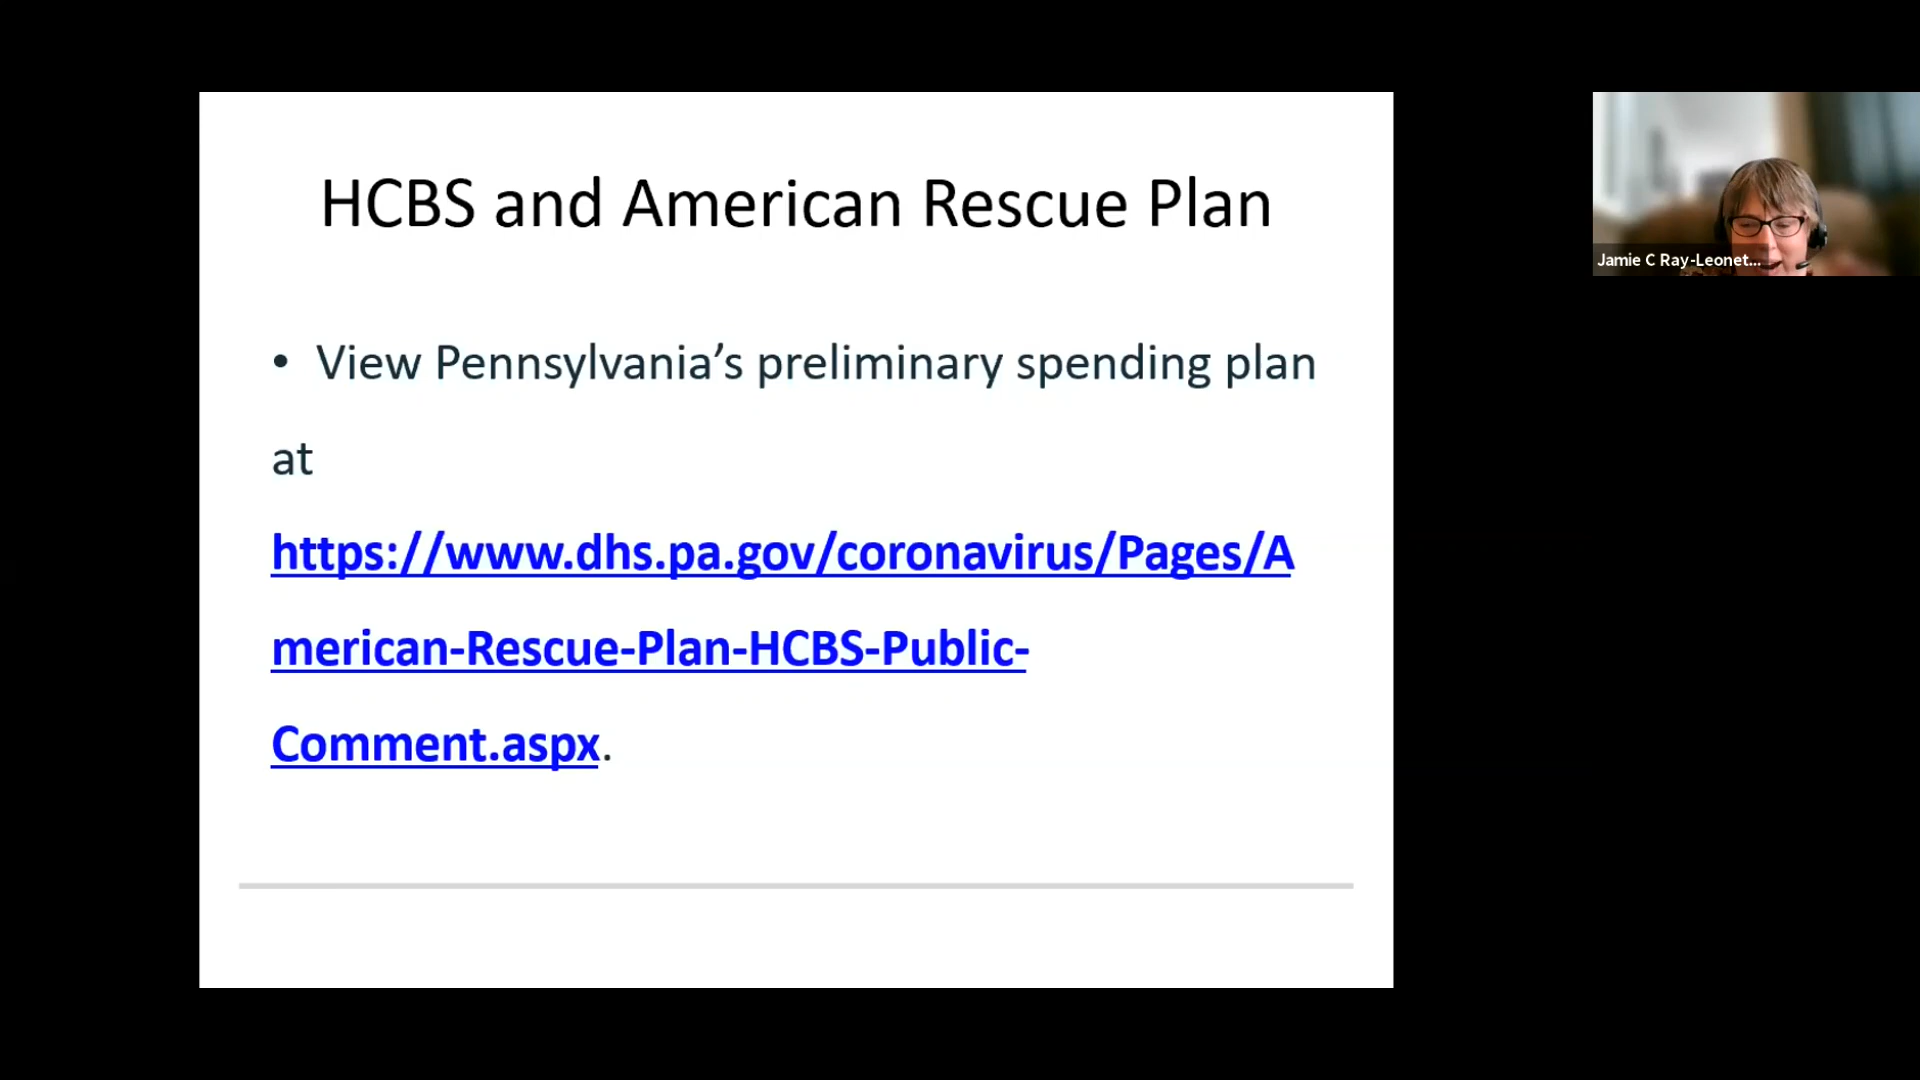 HCBS and American Rescue Plan
• View Pennsylvania’s preliminary spending plan
at
https://www.dhs.pa.gov/coronavirus/Pages/A
merican-Rescue-Plan-HCBS-Public-
Comment.aspx.
Jamie C Ray-Leonet...